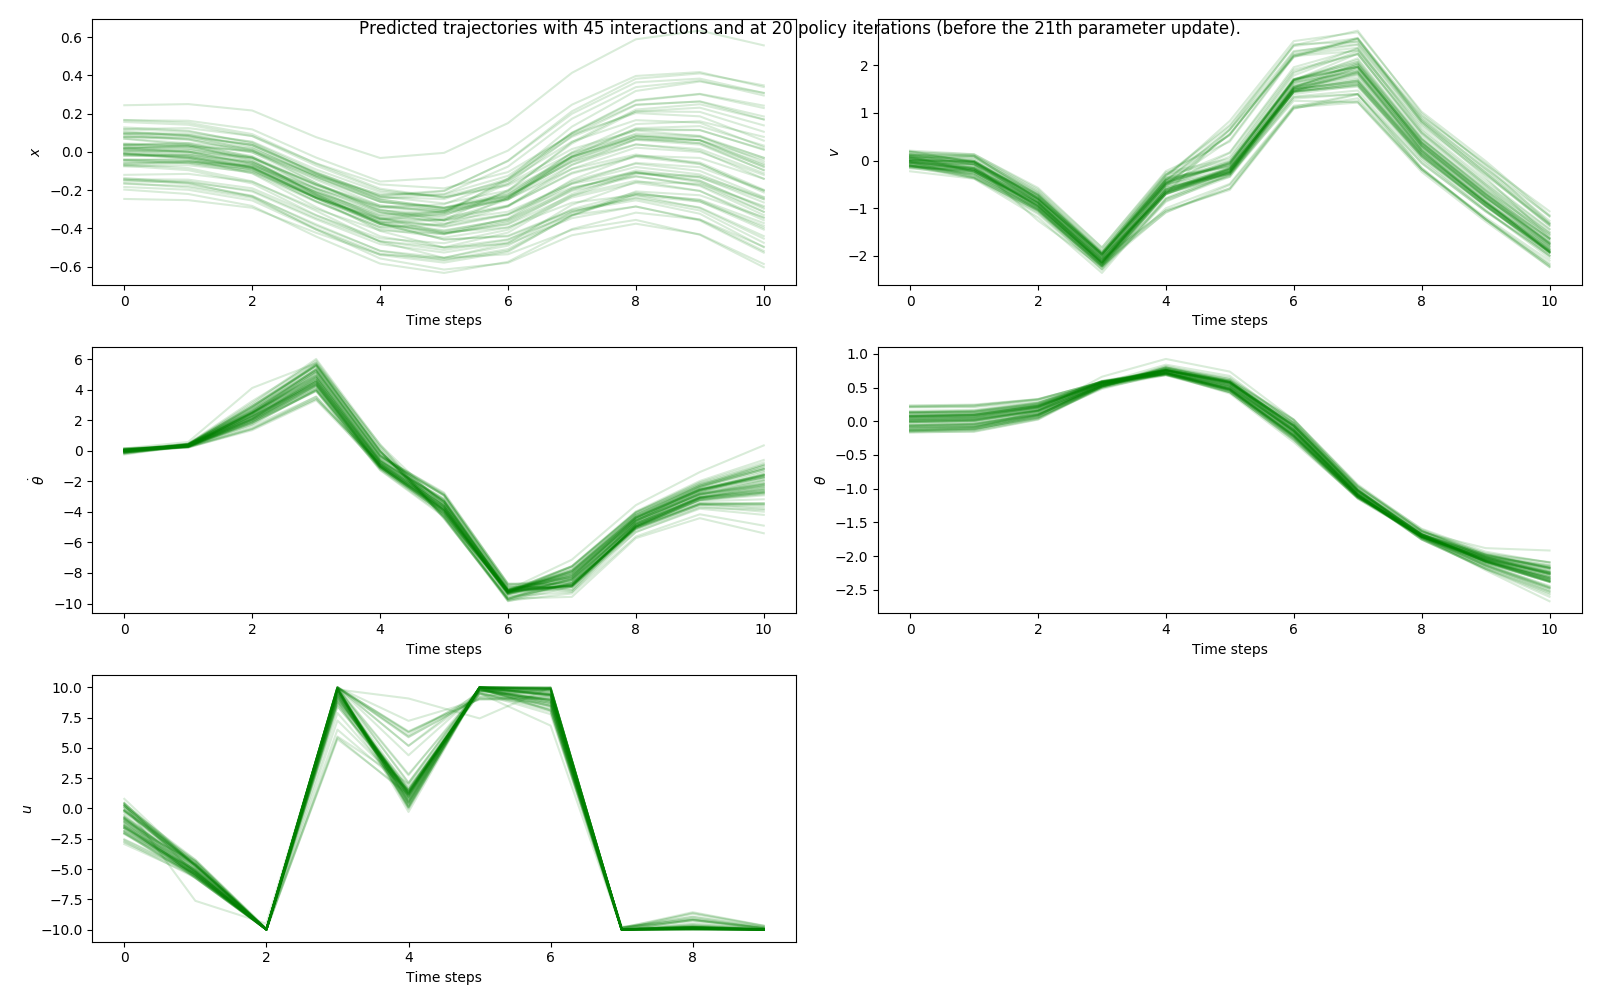 Predicted trajectories with 45 interactions and at 20 policy iterations (before the 21th parameter update).
x
0.6
0.4
0.2
0.0
−0.2
−0.4
−0.6
0 2 4 6 8 10
Time steps
v
2
1
0
−1
−2
0 2 4 6 8 10
Time steps
θ̇
6
4
2
0
−2
−4
−6
−8
−10
0 2 4 6 8 10
Time steps
θ
1.0
0.5
0.0
−0.5
−1.0
−1.5
−2.0
−2.5
0 2 4 6 8 10
Time steps
u
10.0
7.5
5.0
2.5
0.0
−2.5
−5.0
−7.5
−10.0
0 2 4 6 8
Time steps